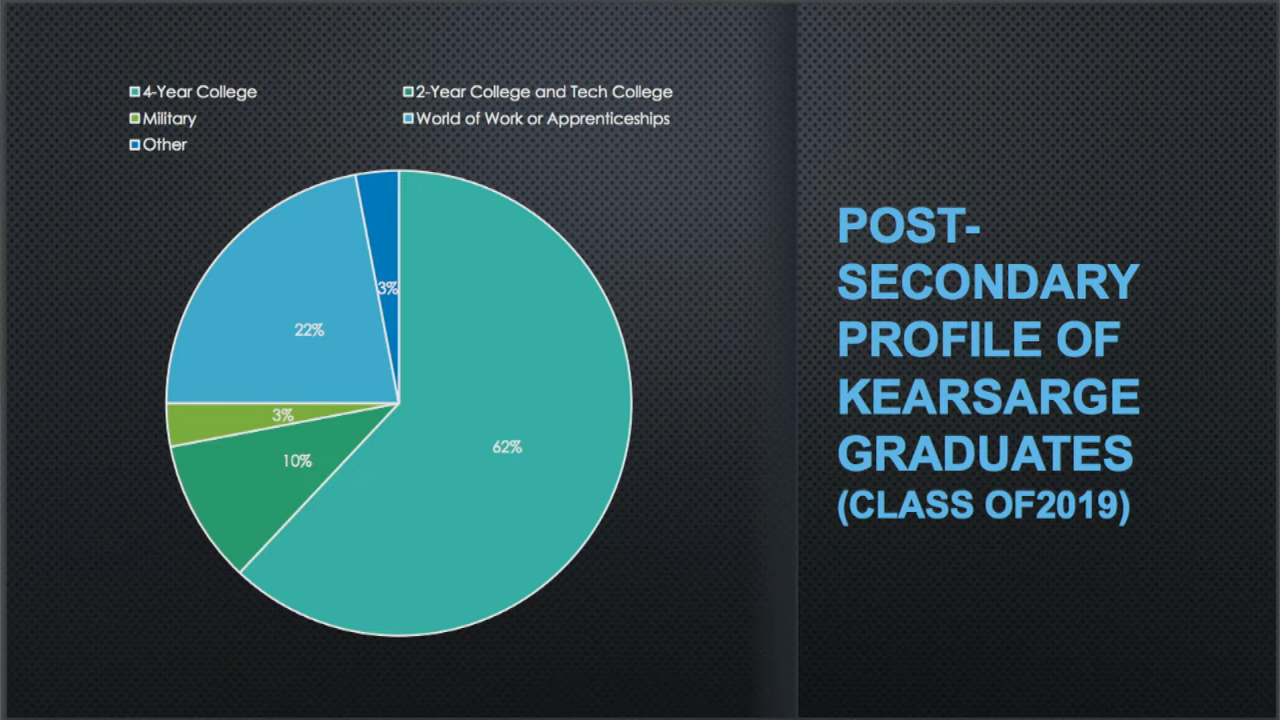 4-Year College
2-Year College and Tech College
Military
World of Work or Apprenticeships
Other
3%
22%
3%
10%
62%
POST-
SECONDARY
PROFILE OF
KEARSARGE
GRADUATES
(CLASS OF2019)